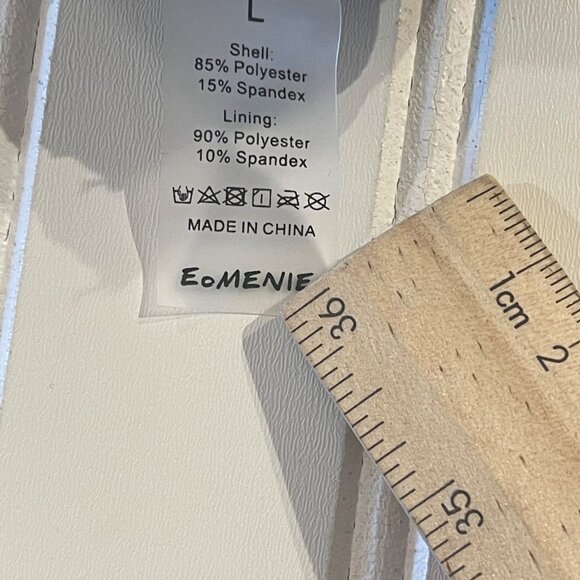 L
Shell:
85% Polyester
15% Spandex
Lining:
90% Polyester
10% Spandex
MADE IN CHINA
EoMENIE
1cm
2
36
35